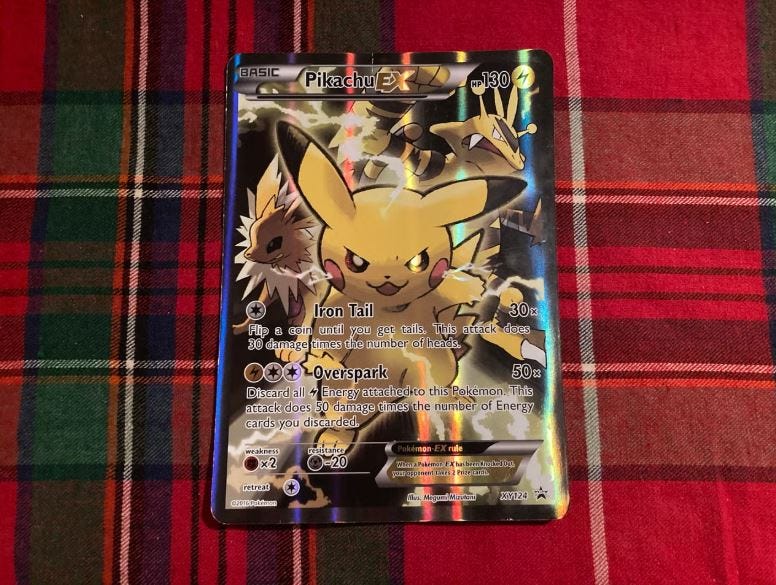 BASIC Pikachu EX HP130
Iron Tail 30×
Flip a coin until you get tails. This attack does
30 damage times the number of heads.
Overspark 50×
Discard all Energy attached to this Pokémon. This
attack does 50 damage times the number of Energy
cards you discarded.
weakness
×2
resistance
-20
retreat
Pokémon-EX rule
When a Pokémon-EX has been Knocked Out,
your opponent takes 2 Prize cards.
©2016 Pokémon
Illus. Megumi Mizutani
XY124